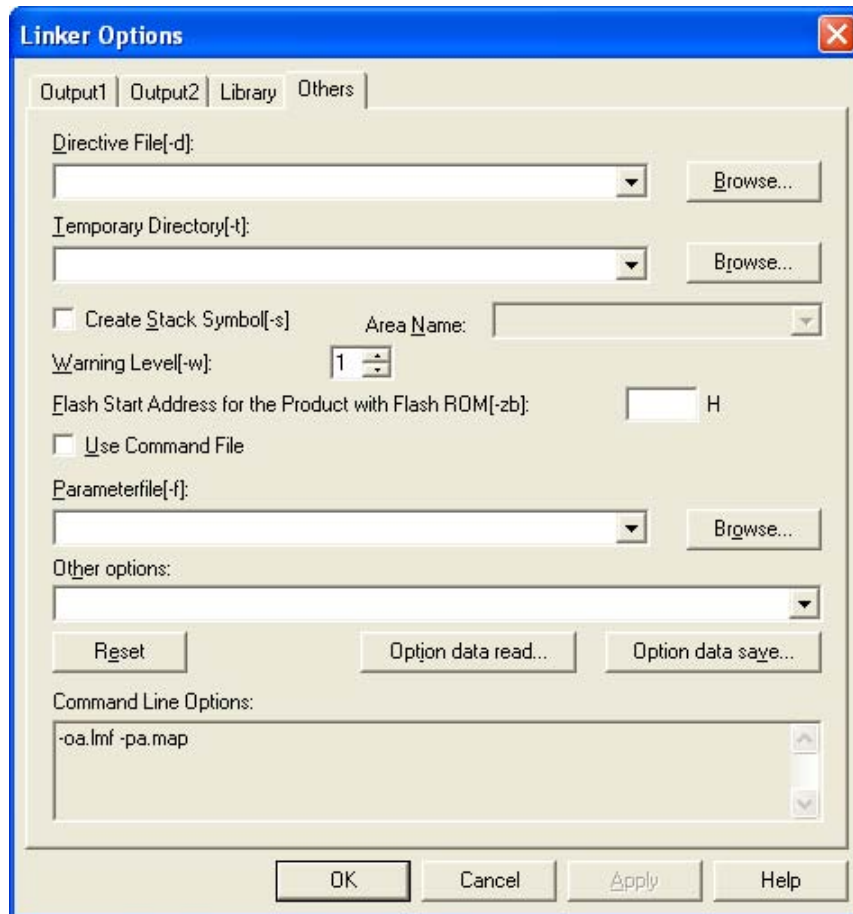 Linker Options
Output1 Output2 Library Others
Directive File[-d]:
Browse...
Temporary Directory[-t]:
Browse...
Create Stack Symbol[-s] Area Name:
Warning Level[-w]: 1
Flash Start Address for the Product with Flash ROM[-zb]: H
Use Command File
Parameterfile[-f]:
Browse...
Other options:
Reset Option data read... Option data save...
Command Line Options:
-oa.lmf -pa.map
OK Cancel Apply Help